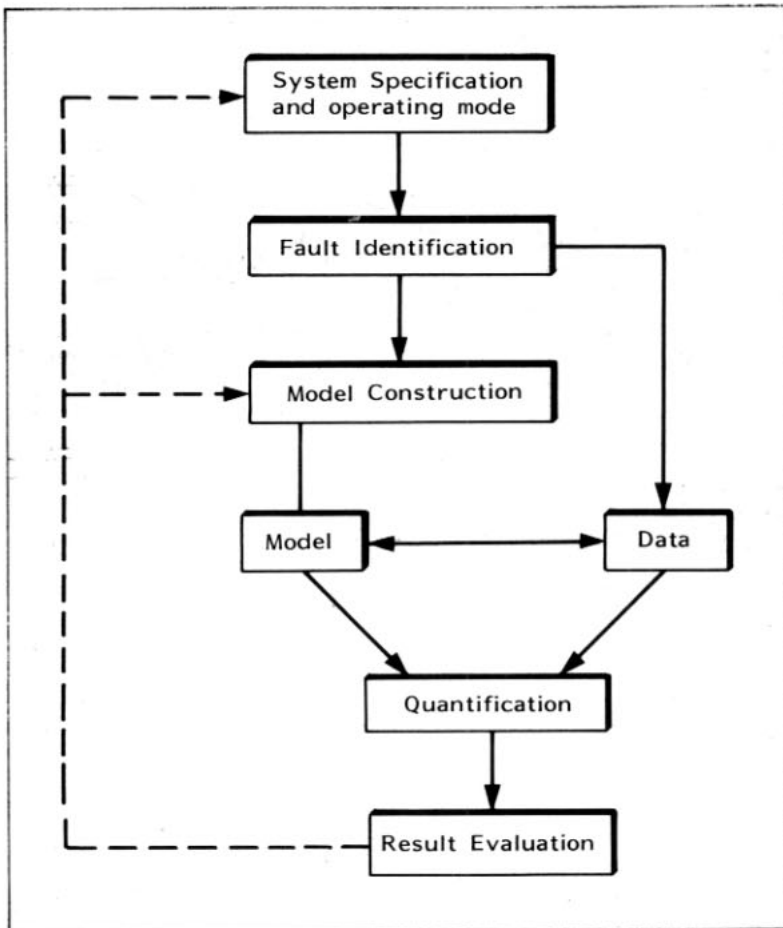 System Specification
and operating mode
Fault Identification
Model Construction
Model
Data
Quantification
Result Evaluation